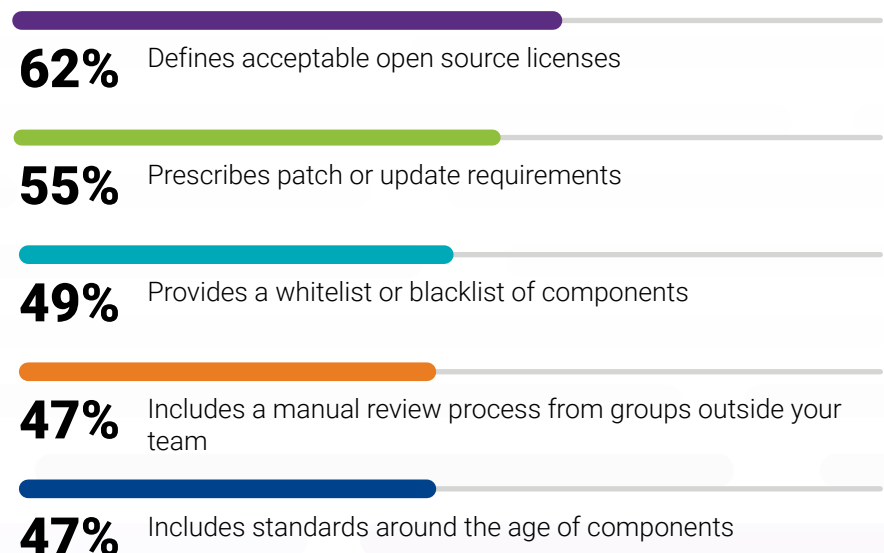 62% Defines acceptable open source licenses
55% Prescribes patch or update requirements
49% Provides a whitelist or blacklist of components
47% Includes a manual review process from groups outside your
team
47% Includes standards around the age of components